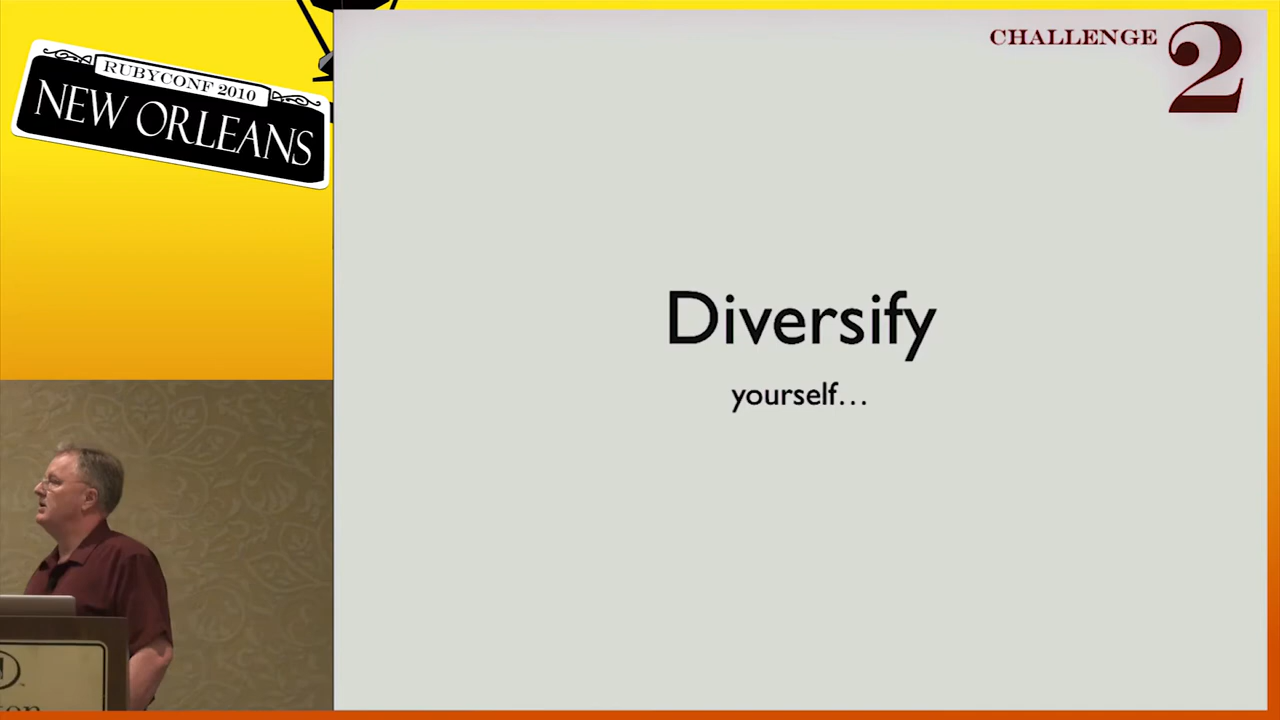 RUBYCONF 2010
NEW ORLEANS
CHALLENGE 2
Diversify
yourself...